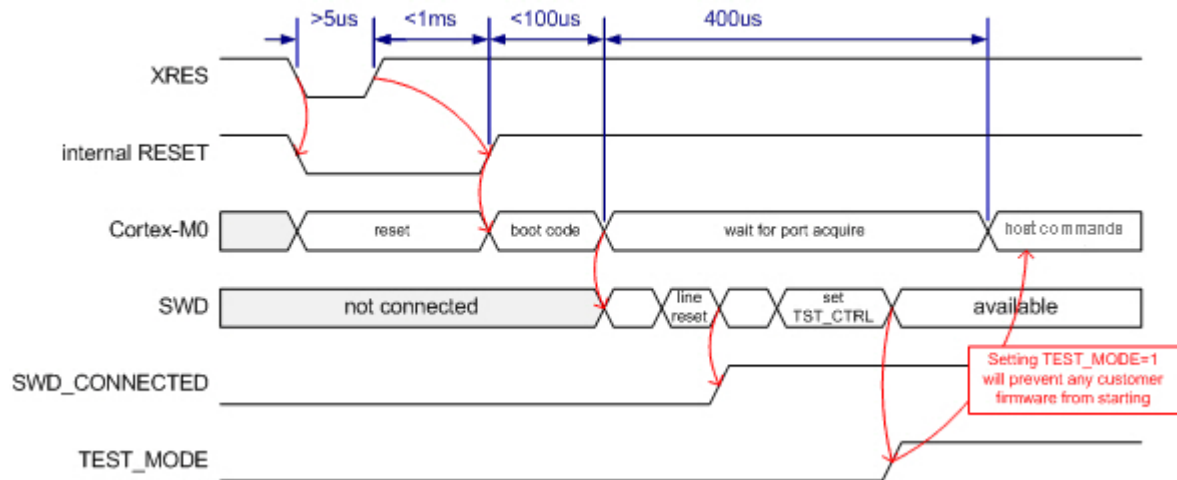 >5us <1ms <100us 400us
XRES
internal RESET
Cortex-M0 reset boot code wait for port acquire host commands
SWD not connected line reset set TST_CTRL available
SWD_CONNECTED
Setting TEST_MODE=1
will prevent any customer
firmware from starting
TEST_MODE